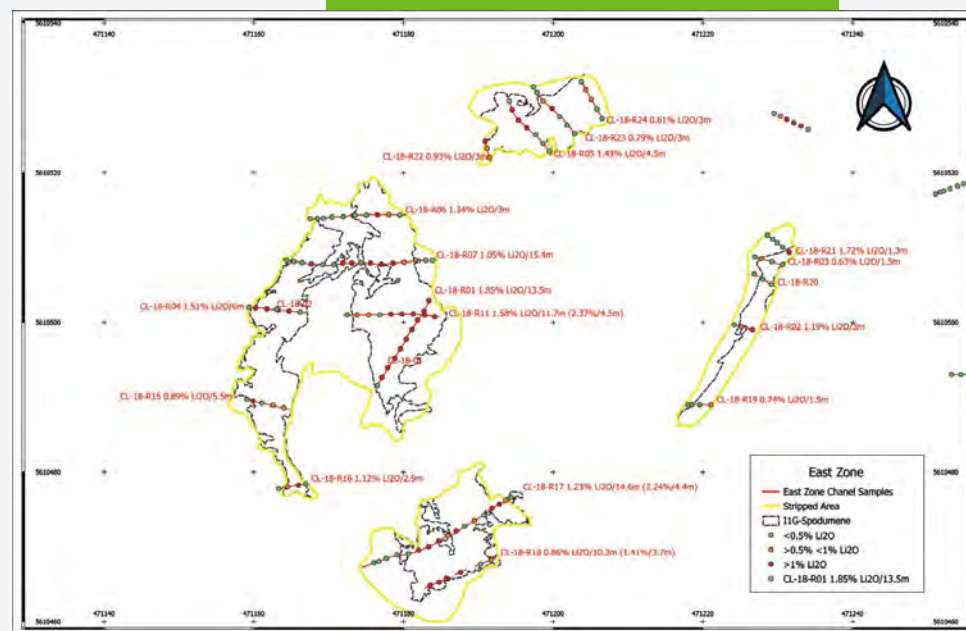 471140
471160
471180
471200
471220
471240
5610540
5610540
CL-18-R24 0.61% Li2O/3m
CL-18-R23 0.79% Li2O/3m
CL-18-R05 1.43% Li2O/4.5m
CL-18-R22 0.93% Li2O/3m
5610520
5610520
CL-18-R06 1.34% Li2O/3m
CL-18-R07 1.05% Li2O/15.4m
CL-18-R21 1.72% Li2O/1.3m
CL-18-R03 0.63% Li2O/1.5m
CL-18-R20
CL-18-R01 1.85% Li2O/13.5m
CL-18-R04 1.51% Li2O/6m
CL-18-R11 1.58% Li2O/11.7m (2.37%/4.5m)
5610500
5610500
CL-18-R02 1.19% Li2O/3m
CL-18-R15 0.89% Li2O/5.5m
CL-18-R19 0.74% Li2O/1.5m
5610480
5610480
CL-18-R16 1.12% Li2O/2.9m
CL-18-R17 1.23% Li2O/14.6m (2.24%/4.4m)
CL-18-R18 0.86% Li2O/10.3m (1.41%/3.7m)
East Zone
East Zone Chanel Samples
Stripped Area
I1G-Spodumene
<0.5% Li2O
>0.5% <1% Li2O
>1% Li2O
CL-18-R01 1.85% Li2O/13.5m
5610460
5610460
471140
471160
471180
471200
471220
471240